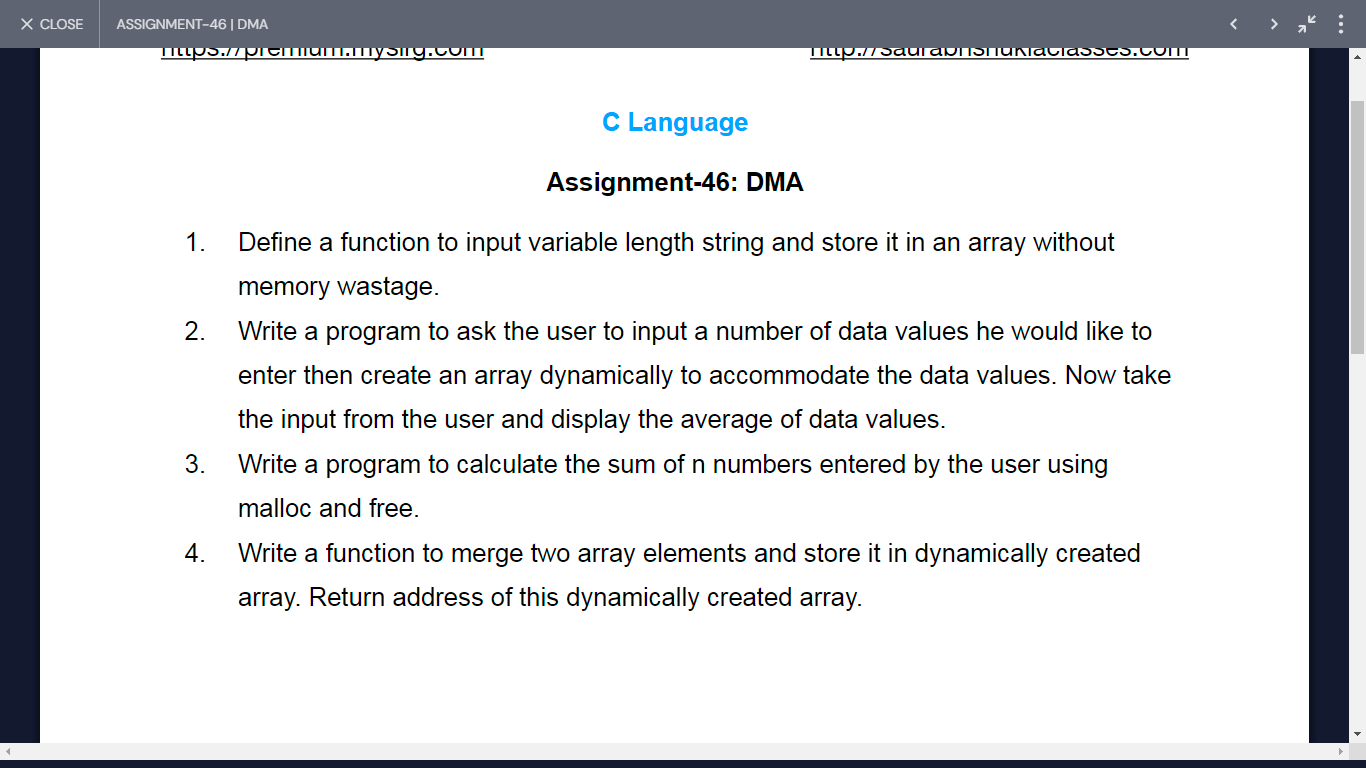 CLOSE
ASSIGNMENT-46 | DMA
https://premium.mysirg.com
http://saurabhshuklaclasses.com
C Language
Assignment-46: DMA
1. Define a function to input variable length string and store it in an array without
memory wastage.
2. Write a program to ask the user to input a number of data values he would like to
enter then create an array dynamically to accommodate the data values. Now take
the input from the user and display the average of data values.
3. Write a program to calculate the sum of n numbers entered by the user using
malloc and free.
4. Write a function to merge two array elements and store it in dynamically created
array. Return address of this dynamically created array.